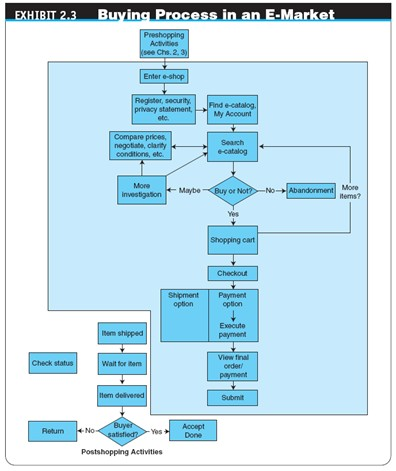 EXHIBIT 2.3 Buying Process in an E-Market
Preshopping
Activities
(see Chs. 2, 3)
Enter e-shop
Register, security,
privacy statement,
etc.
Find e-catalog,
My Account
Compare prices,
negotiate, clarify
conditions, etc.
Search
e-catalog
More
investigation
Maybe
Buy or Not?
No
Abandonment
More
items?
Yes
Shopping cart
Checkout
Shipment
option
Payment
option
Execute
payment
Item shipped
View final
order/
payment
Check status
Wait for item
Item delivered
Submit
Return
No
Buyer
satisfied?
Yes
Accept
Done
Postshopping Activities